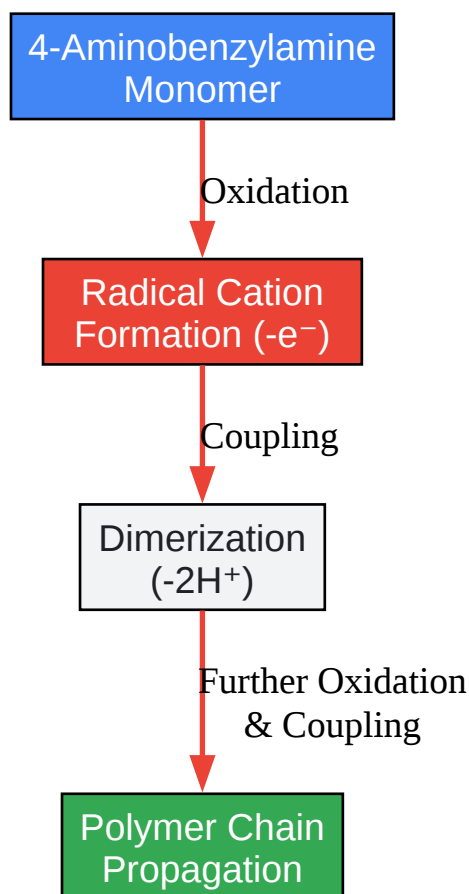 4-Aminobenzylamine
Monomer
Oxidation
Radical Cation
Formation (-e⁻)
Coupling
Dimerization
(-2H⁺)
Further Oxidation
& Coupling
Polymer Chain
Propagation